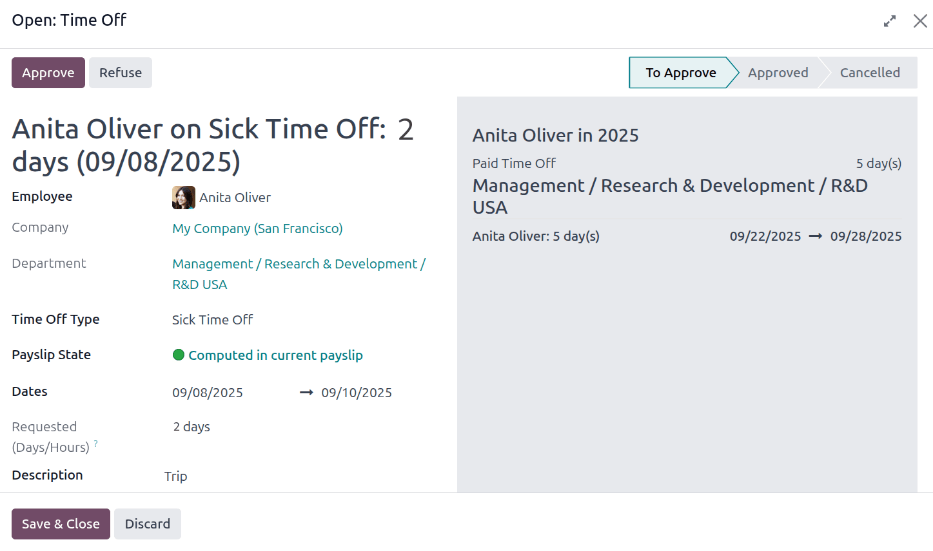 Open: Time Off
Approve
Refuse
To Approve
Approved
Cancelled
Anita Oliver on Sick Time Off: 2
days (09/08/2025)
Employee
Anita Oliver
Company
My Company (San Francisco)
Department
Management / Research & Development /
R&D USA
Time Off Type
Sick Time Off
Payslip State
Computed in current payslip
Dates
09/08/2025 → 09/10/2025
Requested
(Days/Hours) ?
2 days
Description
Trip
Anita Oliver in 2025
Paid Time Off
5 day(s)
Management / Research & Development / R&D
USA
Anita Oliver: 5 day(s)
09/22/2025 → 09/28/2025
Save & Close
Discard